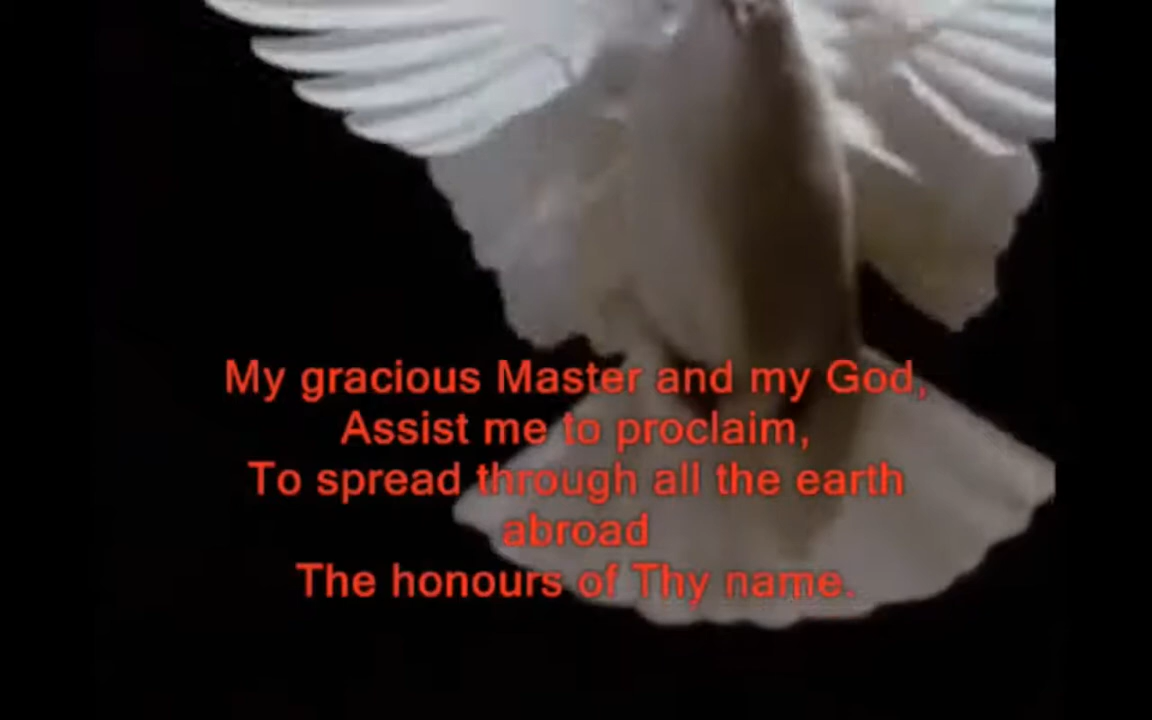 My gracious Master and my God,
Assist me to proclaim,
To spread through all the earth
abroad
The honours of Thy name.